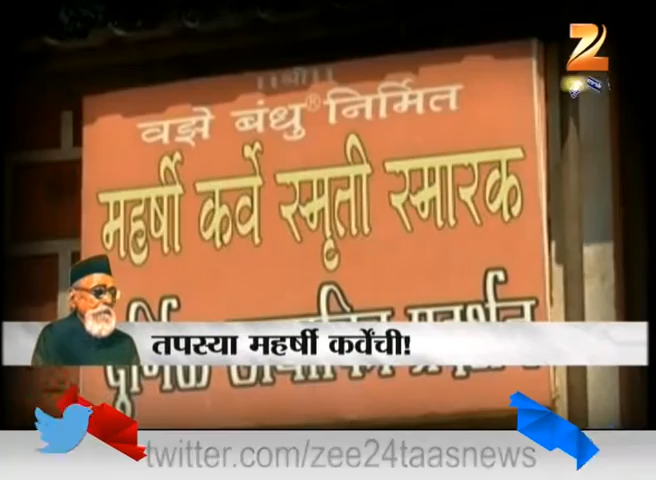 ॥ श्री ॥
वझे बंधु® निर्मित
महर्षी कर्वे स्मृती स्मारक
तपस्या महर्षी कर्वेंची!
twitter.com/zee24taasnews